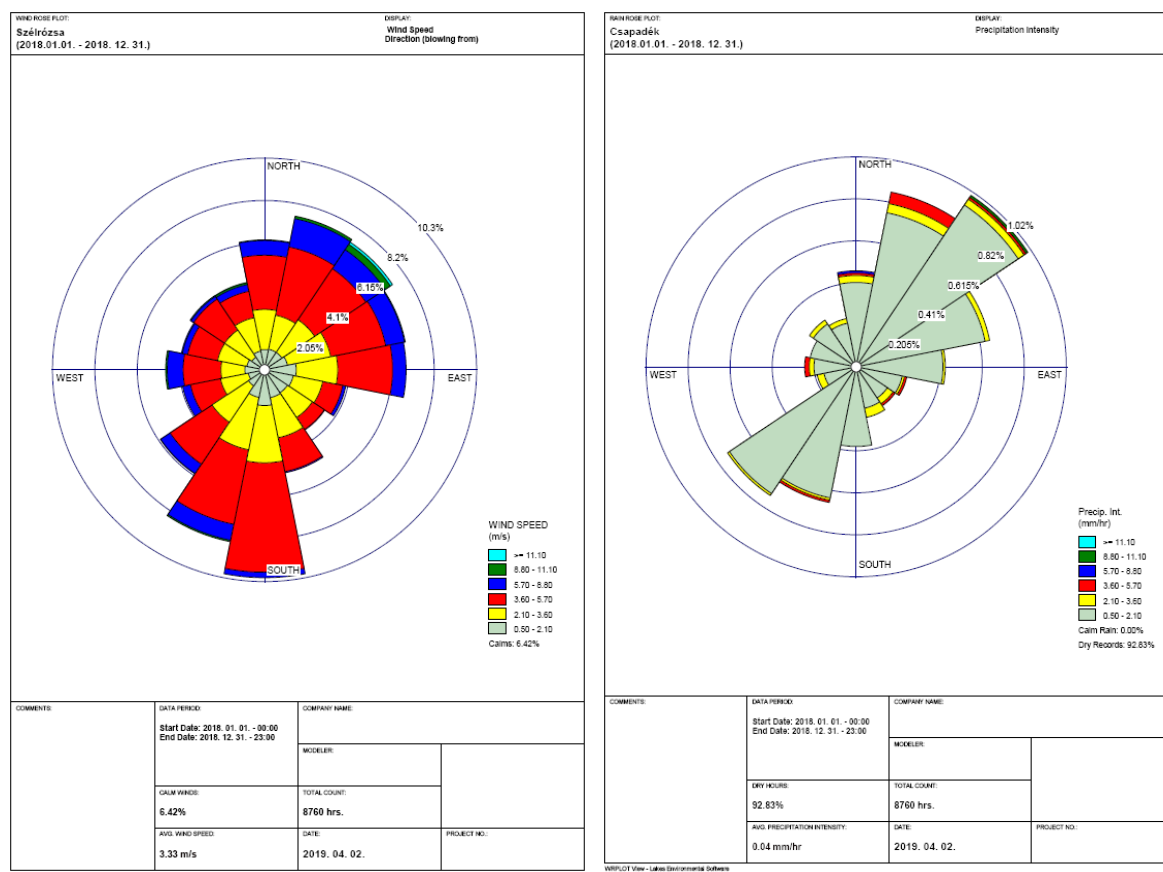 WIND ROSE PLOT:
Szélrózsa
(2018.01.01. - 2018. 12. 31.)
DISPLAY:
Wind Speed
Direction (blowing from)
NORTH
10.3%
8.2%
6.15%
4.1%
2.05%
WEST
EAST
SOUTH
WIND SPEED
(m/s)
>= 11.10
8.80 - 11.10
5.70 - 8.80
3.60 - 5.70
2.10 - 3.60
0.50 - 2.10
Calms: 6.42%
COMMENTS:
DATA PERIOD:
Start Date: 2018. 01. 01. - 00:00
End Date: 2018. 12. 31. - 23:00
COMPANY NAME:
MODELER:
CALM WINDS:
6.42%
TOTAL COUNT:
8760 hrs.
AVG. WIND SPEED:
3.33 m/s
DATE:
2019. 04. 02.
PROJECT NO.:
RAIN ROSE PLOT:
Csapadék
(2018.01.01. - 2018. 12. 31.)
DISPLAY:
Precipitation Intensity
NORTH
1.02%
0.82%
0.615%
0.41%
0.205%
WEST
EAST
SOUTH
Precip. Int.
(mm/hr)
>= 11.10
8.80 - 11.10
5.70 - 8.80
3.60 - 5.70
2.10 - 3.60
0.50 - 2.10
Calm Rain: 0.00%
Dry Records: 92.83%
COMMENTS:
DATA PERIOD:
Start Date: 2018. 01. 01. - 00:00
End Date: 2018. 12. 31. - 23:00
COMPANY NAME:
MODELER:
DRY HOURS:
92.83%
TOTAL COUNT:
8760 hrs.
AVG. PRECIPITATION INTENSITY:
0.04 mm/hr
DATE:
2019. 04. 02.
PROJECT NO.:
WRPLOT View - Lakes Environmental Software